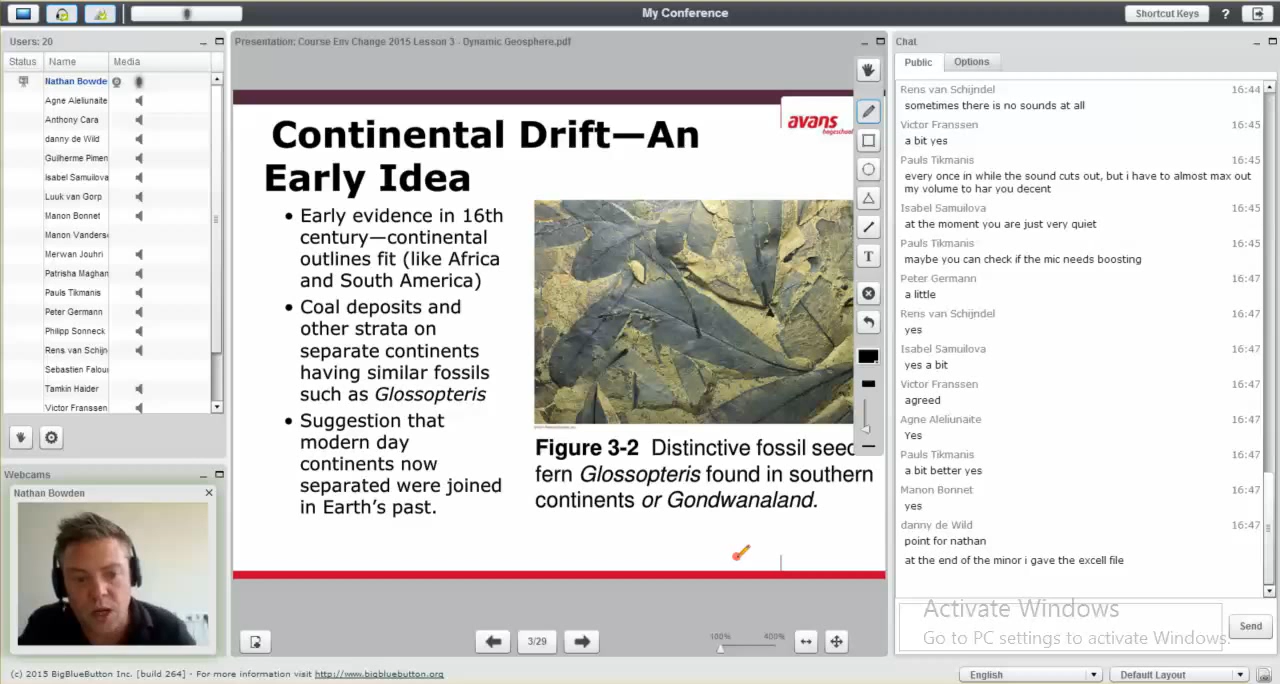 My Conference
Shortcut Keys
?
Users: 20
Status Name Media
Nathan Bowde
Agne Aleliunaite
Anthony Cara
danny de Wild
Guilherme Pimen
Isabel Samuilova
Luuk van Gorp
Manon Bonnet
Manon Vanders
Merwan Jouhri
Patrisha Maghan
Pauls Tikmanis
Peter Germann
Philipp Sonneck
Rens van Schijn
Sebastien Falou
Tamkin Haider
Victor Franssen
Webcams
Nathan Bowden
Presentation: Course Env Change 2015 Lesson 3 - Dynamic Geosphere.pdf
avans
hogeschool
Continental Drift—An
Early Idea
• Early evidence in 16th
century—continental
outlines fit (like Africa
and South America)
• Coal deposits and
other strata on
separate continents
having similar fossils
such as Glossopteris
• Suggestion that
modern day
continents now
separated were joined
in Earth's past.
Figure 3-2 Distinctive fossil seed
fern Glossopteris found in southern
continents or Gondwanaland.
T
3/29
100% 400%
Chat
Public Options
Rens van Schijndel 16:44
sometimes there is no sounds at all
Victor Franssen 16:45
a bit yes
Pauls Tikmanis 16:45
every once in while the sound cuts out, but i have to almost max out
my volume to har you decent
Isabel Samuilova 16:45
at the moment you are just very quiet
Pauls Tikmanis 16:45
maybe you can check if the mic needs boosting
Peter Germann 16:47
a little
Rens van Schijndel 16:47
yes
Isabel Samuilova 16:47
yes a bit
Victor Franssen 16:47
agreed
Agne Aleliunaite 16:47
Yes
Pauls Tikmanis 16:47
a bit better yes
Manon Bonnet 16:47
yes
danny de Wild 16:47
point for nathan
at the end of the minor i gave the excell file
Activate Windows
Go to PC settings to activate Windows.
Send
(c) 2015 BigBlueButton Inc. [build 264] - For more information visit http://www.bigbluebutton.org
English
Default Layout